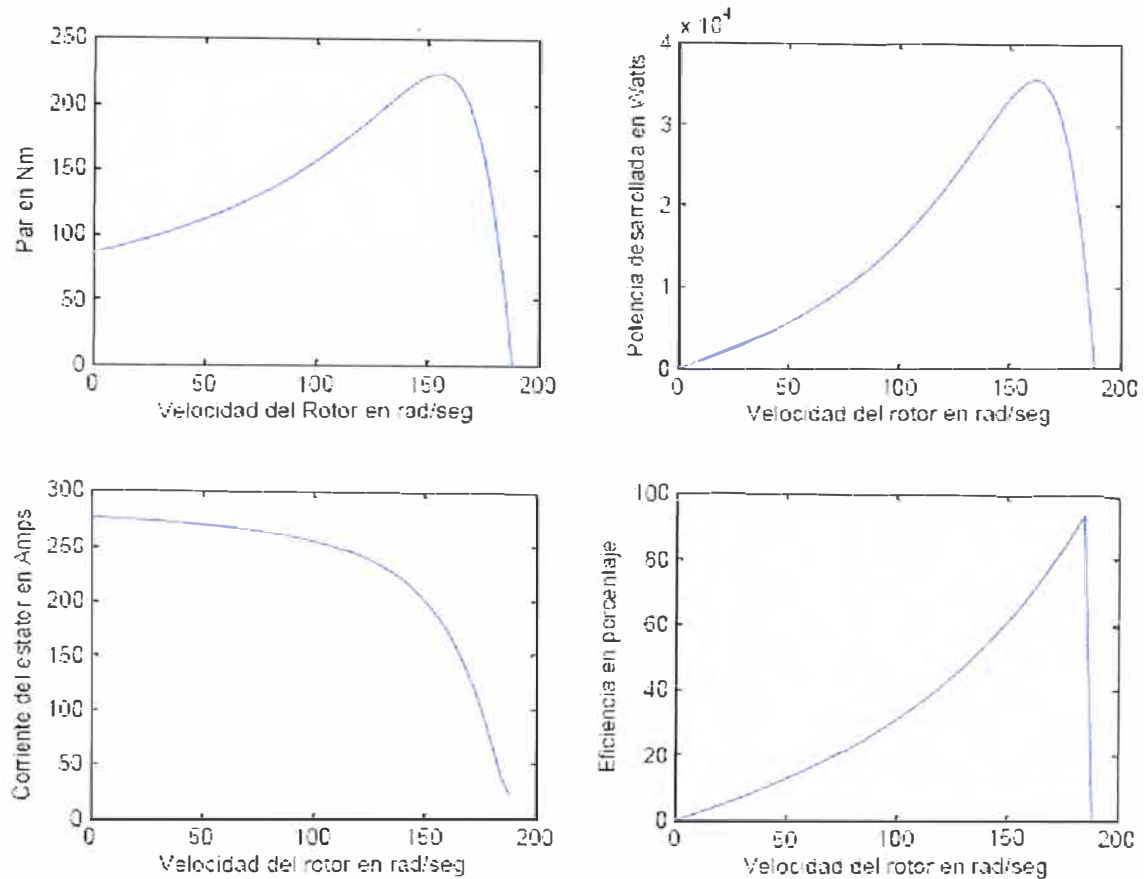 250
200
150
100
50
0
Par en Nm
0 50 100 150 200
Velocidad del Rotor en rad/seg
x 10^4
4
3
2
1
0
Potencia desarrollada en Watts
0 50 100 150 200
Velocidad del rotor en rad/seg
300
250
200
150
100
50
0
Corriente del estator en Amps
0 50 100 150 200
Velocidad del rotor en rad/seg
100
80
60
40
20
0
Eficiencia en porcentaje
0 50 100 150 200
Velocidad del rotor en rad/seg